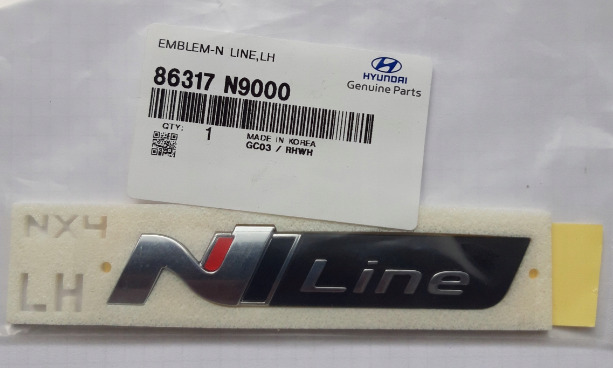 EMBLEM-N LINE,LH
86317 N9000
HYUNDAI
Genuine Parts
QTY: 1
MADE IN KOREA
GC03 / RHWH
NX4
LH
N Line